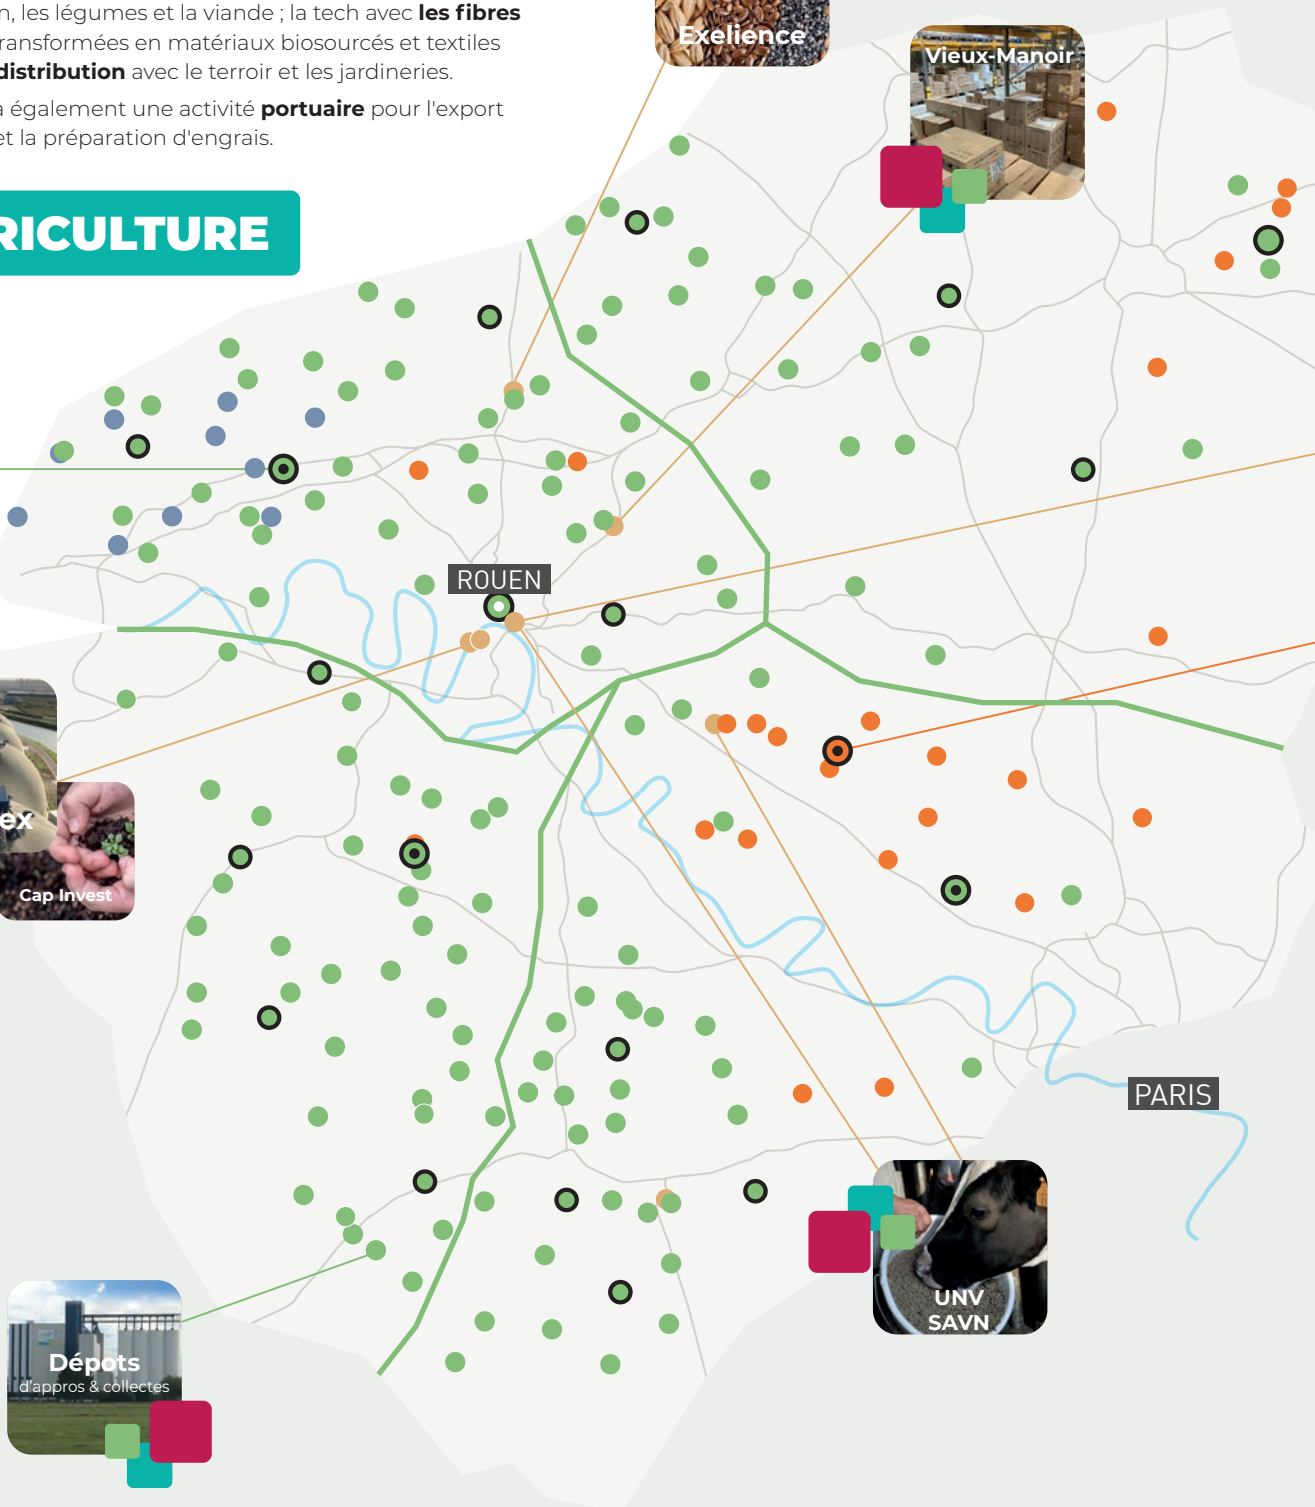 les légumes et la viande ; la tech avec les fibres
transformées en matériaux biosourcés et textiles
distribution avec le terroir et les jardineries.
a également une activité portuaire pour l'export
et la préparation d'engrais.
RICULTURE
Exelience
Vieux-Manoir
ROUEN
ex
Cap Invest
PARIS
UNV
SAVN
Dépots
d'appros & collectes